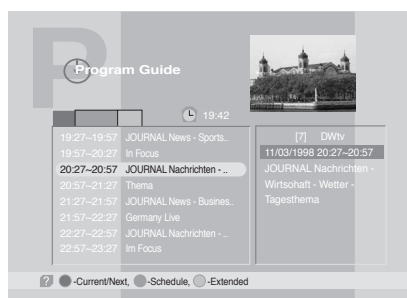 Program Guide
19:42
19:27~19:57 JOURNAL News - Sports..
19:57~20:27 In Focus
20:27~20:57 JOURNAL Nachrichten - ..
20:57~21:27 Thema
21:27~21:57 JOURNAL News - Busines..
21:57~22:27 Germany Live
22:27~22:57 JOURNAL Nachrichten - ..
22:57~23:27 Im Focus
[7] DWtv
11/03/1998 20:27~20:57
JOURNAL Nachrichten -
Wirtsohaft - Wetter -
Tagesthema
? -Current/Next, -Schedule, -Extended